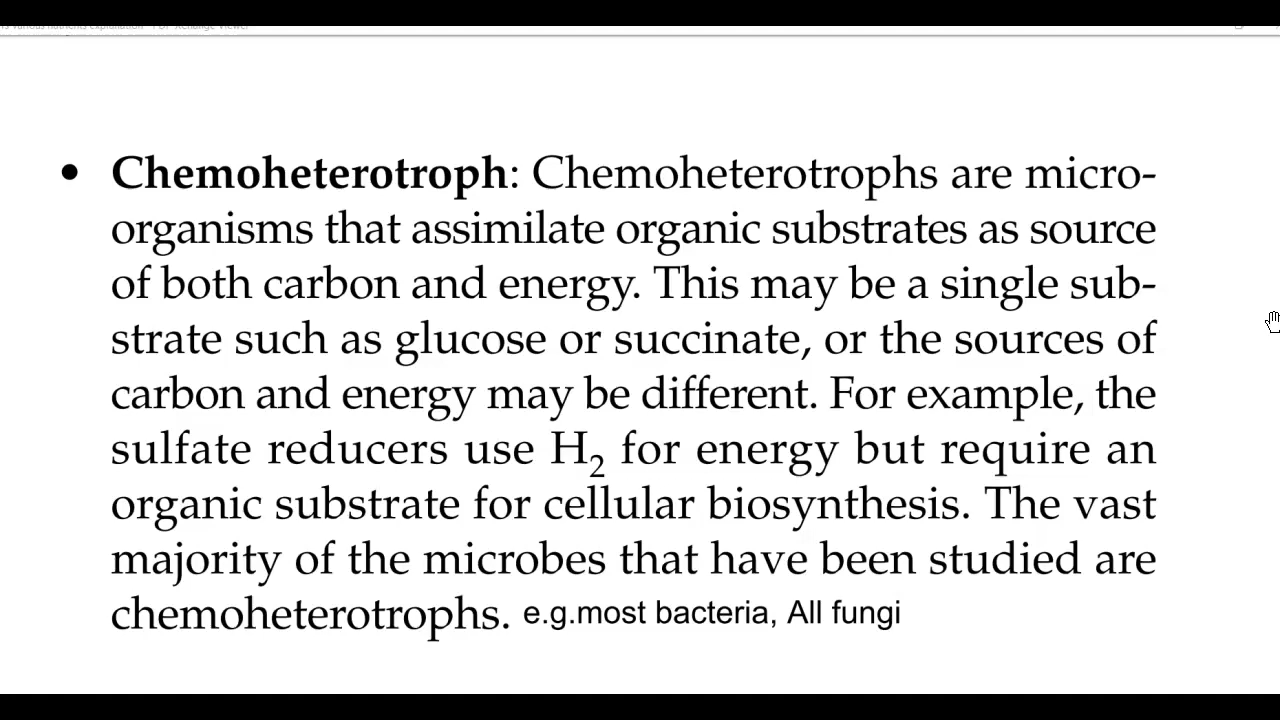 • Chemoheterotroph: Chemoheterotrophs are micro-
organisms that assimilate organic substrates as source
of both carbon and energy. This may be a single sub-
strate such as glucose or succinate, or the sources of
carbon and energy may be different. For example, the
sulfate reducers use H₂ for energy but require an
organic substrate for cellular biosynthesis. The vast
majority of the microbes that have been studied are
chemoheterotrophs. e.g.most bacteria, All fungi